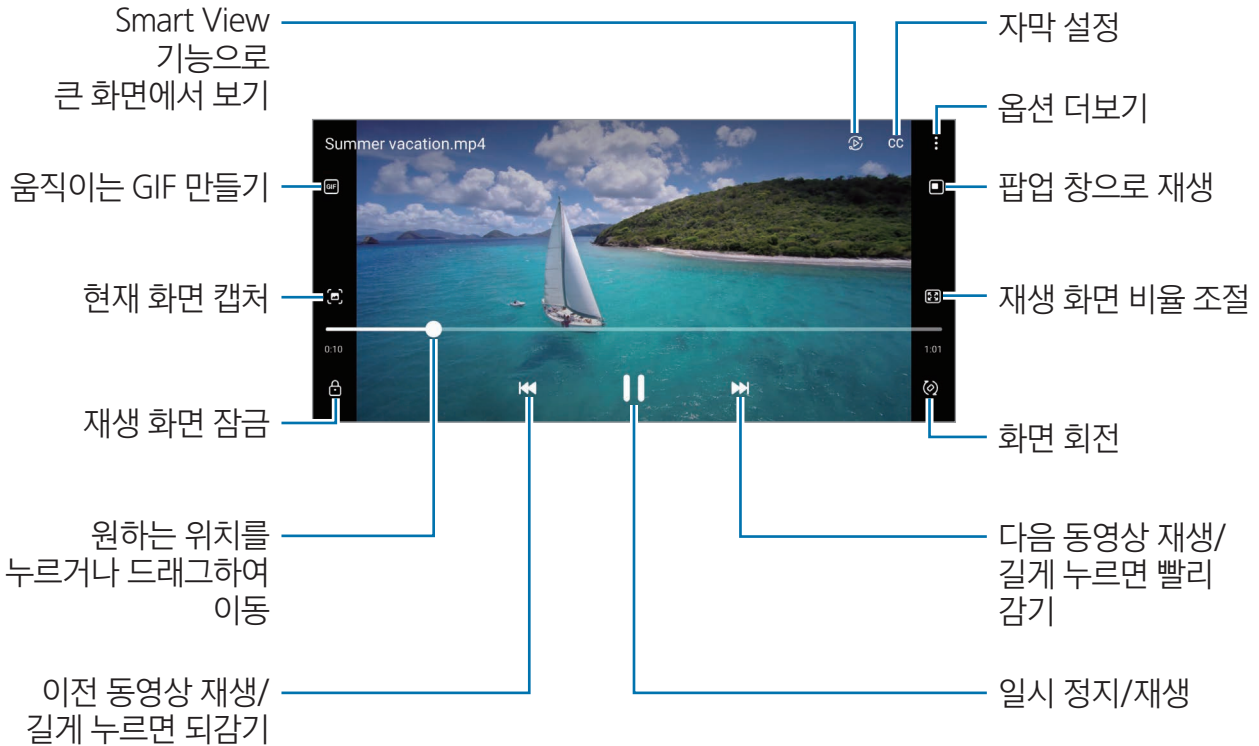 Smart View
기능으로
큰 화면에서 보기
자막 설정
옵션 더보기
Summer vacation.mp4
CC
움직이는 GIF 만들기
GIF
팝업 창으로 재생
현재 화면 캡처
재생 화면 비율 조절
0:10
1:01
재생 화면 잠금
화면 회전
원하는 위치를
누르거나 드래그하여
이동
다음 동영상 재생/
길게 누르면 빨리
감기
이전 동영상 재생/
길게 누르면 되감기
일시 정지/재생